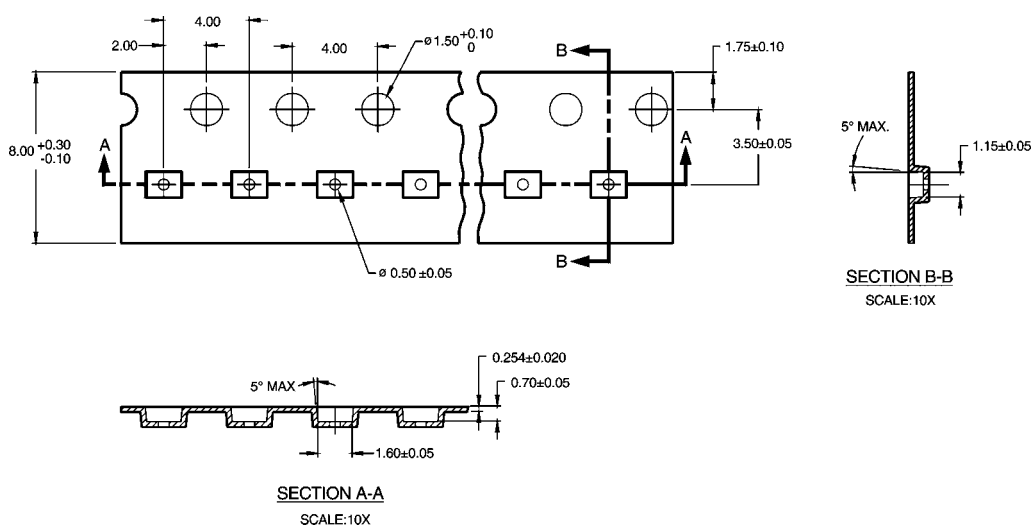 4.00
2.00
4.00
ø1.50 +0.10
0
B
1.75±0.10
8.00 +0.30
-0.10
A
A
3.50±0.05
5° MAX.
1.15±0.05
B
ø 0.50 ±0.05
SECTION B-B
SCALE:10X
0.254±0.020
5° MAX
0.70±0.05
1.60±0.05
SECTION A-A
SCALE:10X